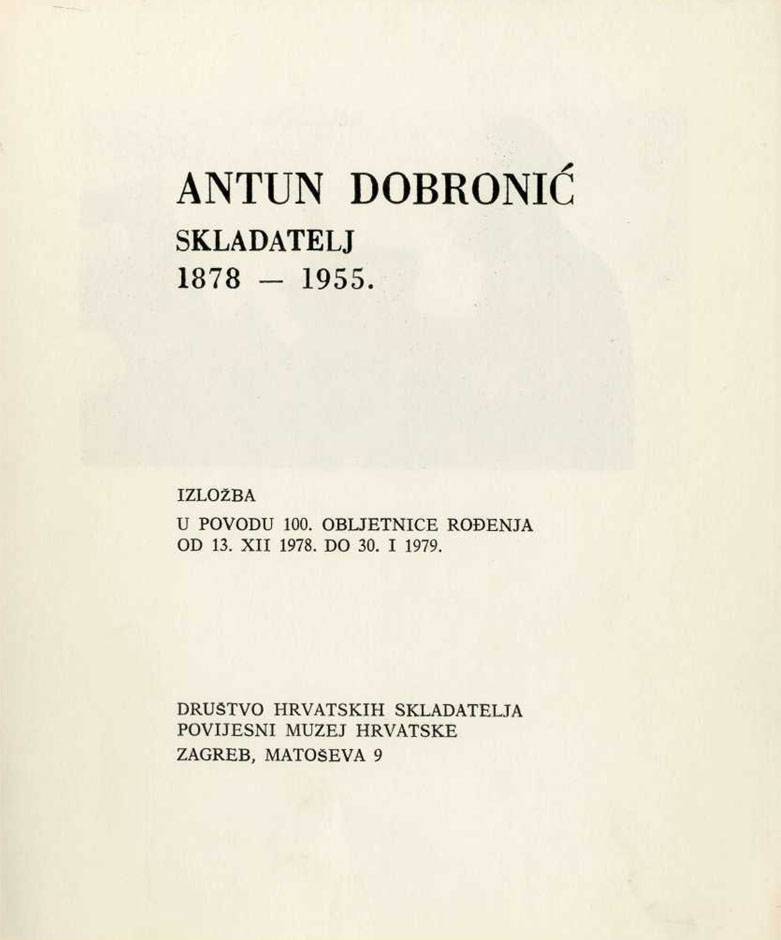 ANTUN DOBRONIĆ
SKLADATELJ
1878 — 1955.
IZLOŽBA
U POVODU 100. OBLJETNICE ROĐENJA
OD 13. XII 1978. DO 30. I 1979.
DRUŠTVO HRVATSKIH SKLADATELJA
POVIJESNI MUZEJ HRVATSKE
ZAGREB, MATOŠEVA 9